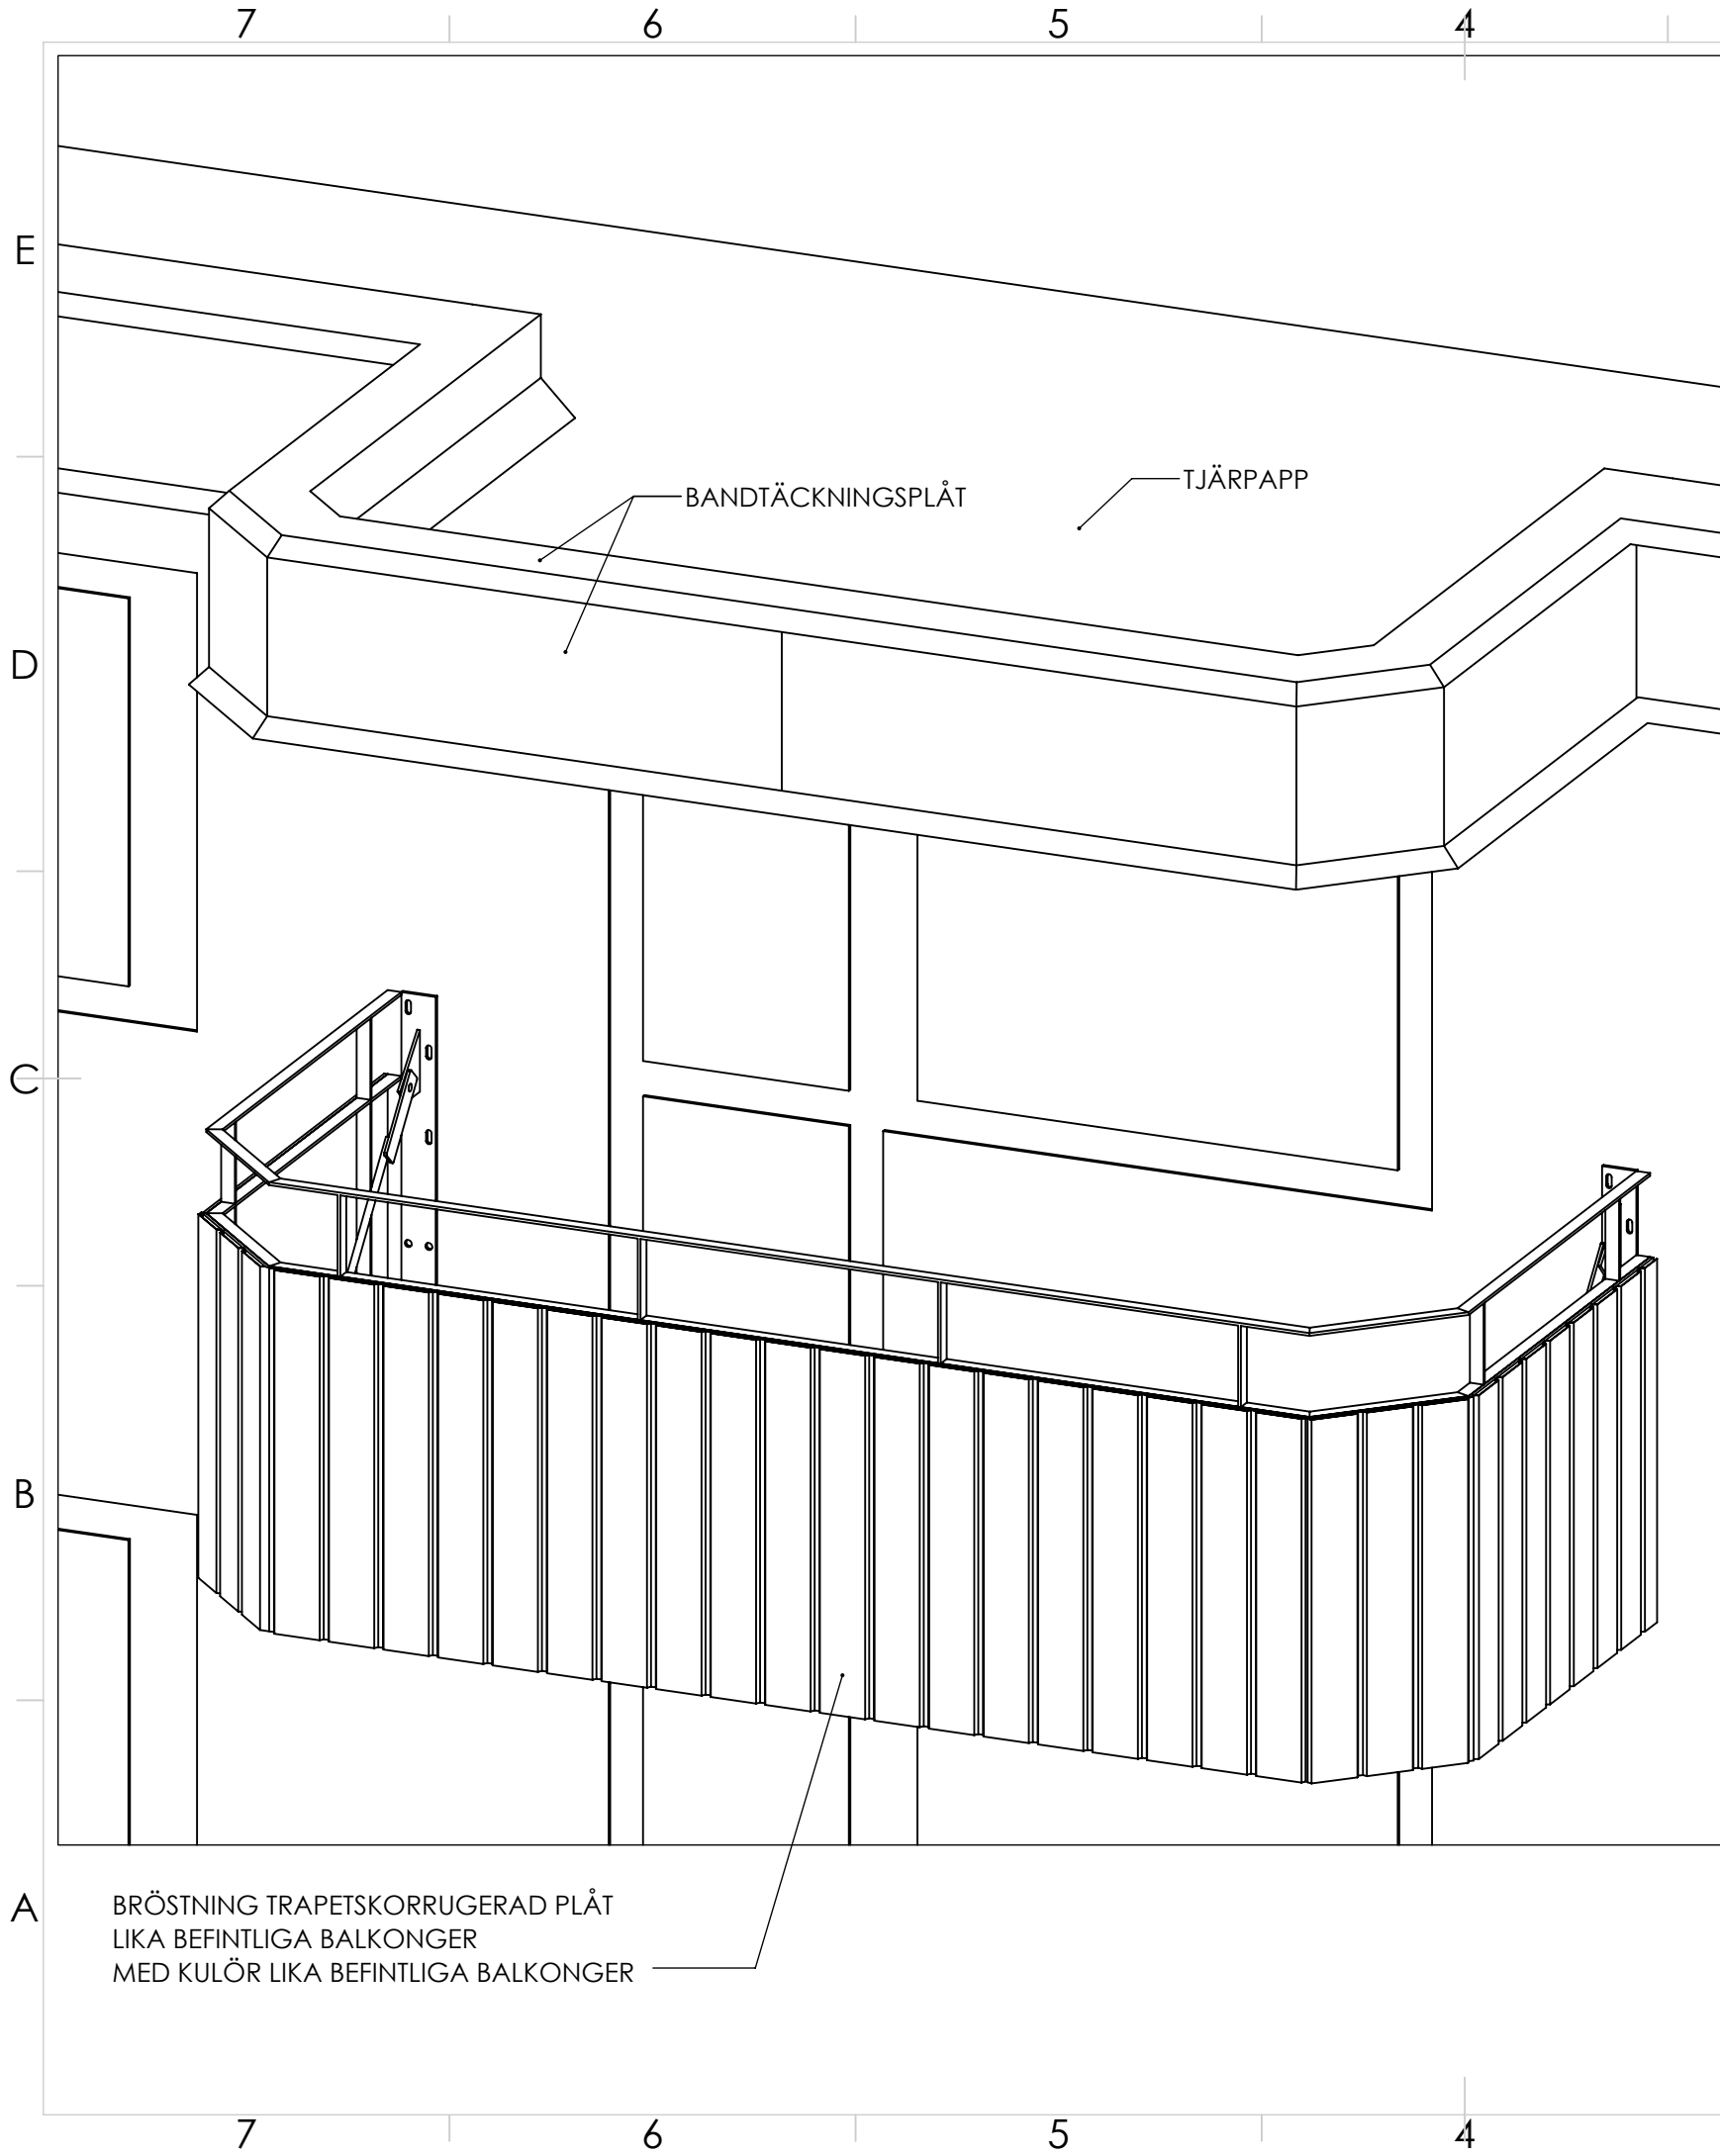 7 6 5 4
E
BANDTÄCKNINGSPLÅT
TJÄRPAPP
D
C
B
A
BRÖSTNING TRAPETSKORRUGERAD PLÅT
LIKA BEFINTLIGA BALKONGER
MED KULÖR LIKA BEFINTLIGA BALKONGER
7 6 5 4